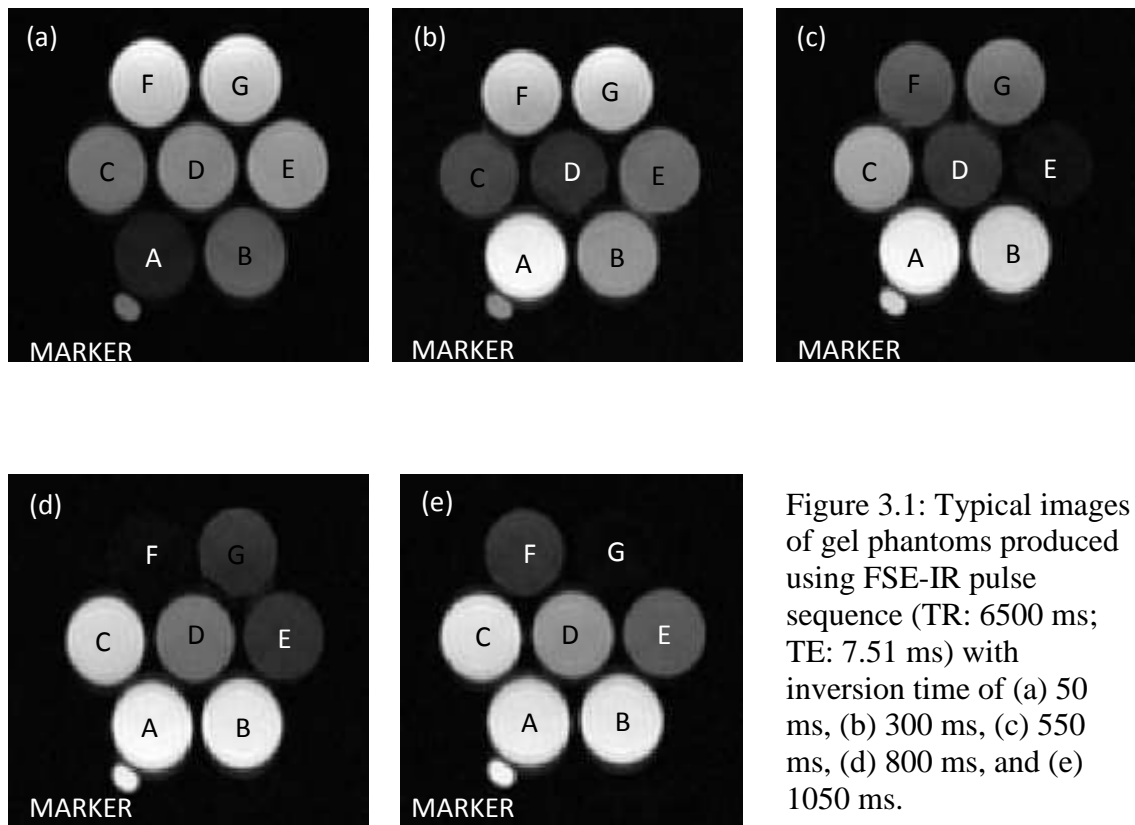 (a)
F G
C D E
A B
MARKER
(b)
F G
C D E
A B
MARKER
(c)
F G
C D E
A B
MARKER
(d)
F G
C D E
A B
MARKER
(e)
F G
C D E
A B
MARKER
Figure 3.1: Typical images
of gel phantoms produced
using FSE-IR pulse
sequence (TR: 6500 ms;
TE: 7.51 ms) with
inversion time of (a) 50
ms, (b) 300 ms, (c) 550
ms, (d) 800 ms, and (e)
1050 ms.